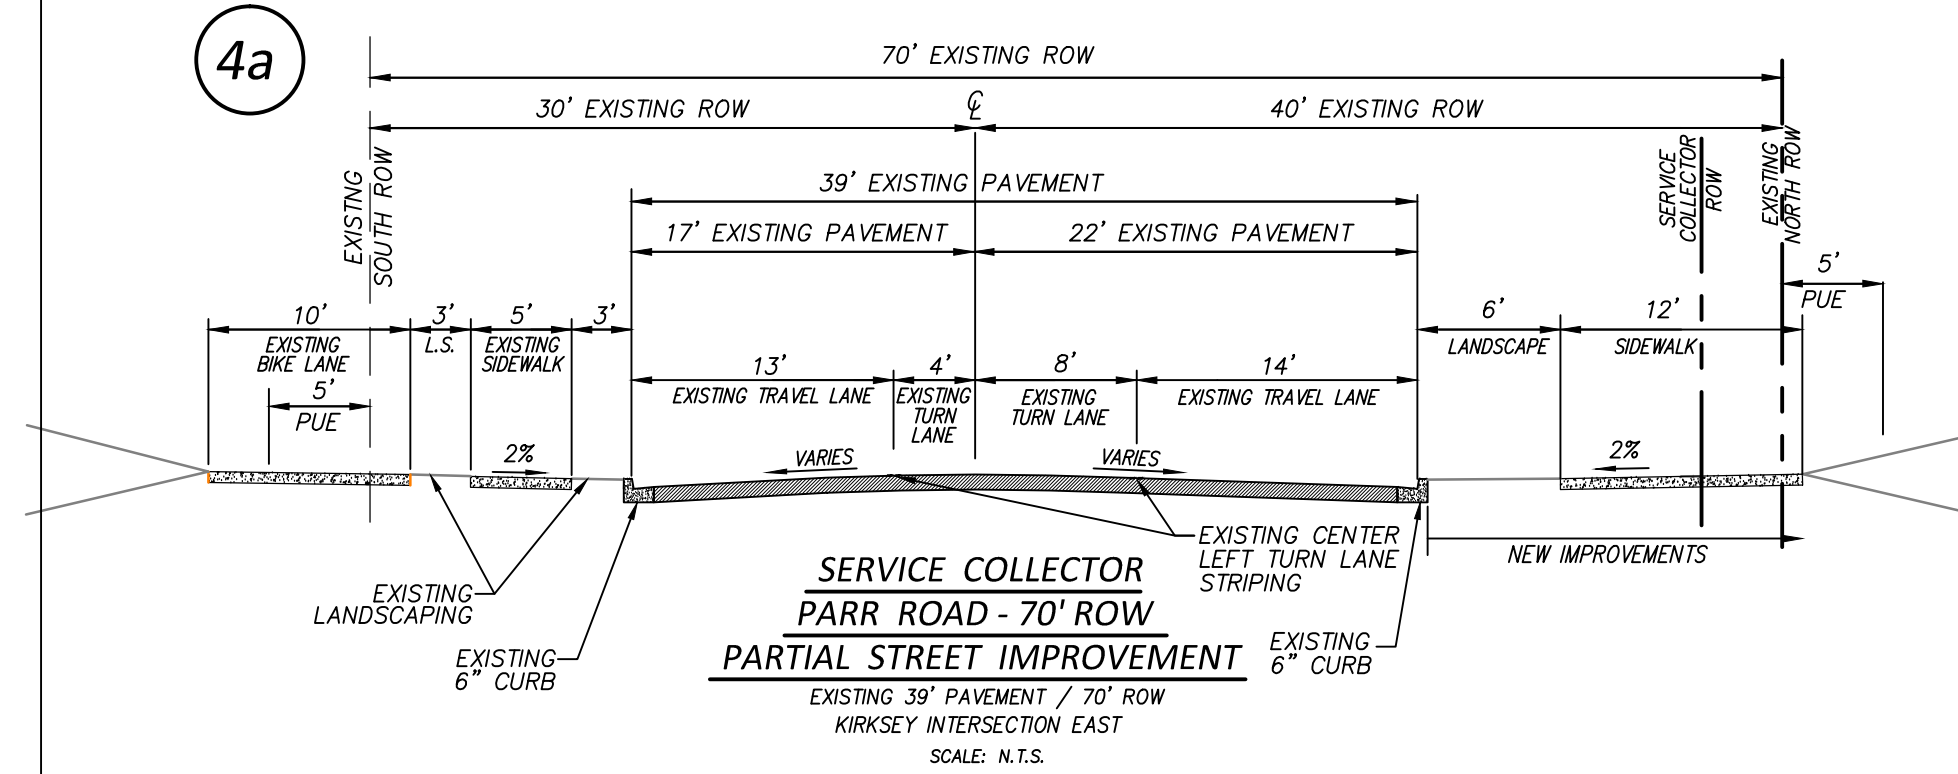 4a
70' EXISTING ROW
30' EXISTING ROW
℄
40' EXISTING ROW
EXISTNG
SOUTH ROW
SERVICE
COLLECTOR
ROW
EXISTING
NORTH ROW
39' EXISTING PAVEMENT
17' EXISTING PAVEMENT
22' EXISTING PAVEMENT
5'
PUE
10'
EXISTING
BIKE LANE
3'
L.S.
5'
EXISTING
SIDEWALK
3'
6'
LANDSCAPE
12'
SIDEWALK
5'
PUE
13'
EXISTING TRAVEL LANE
4'
EXISTING
TURN
LANE
8'
EXISTING
TURN LANE
14'
EXISTING TRAVEL LANE
2%
VARIES
VARIES
2%
EXISTING CENTER
LEFT TURN LANE
STRIPING
NEW IMPROVEMENTS
EXISTING
LANDSCAPING
EXISTING
6" CURB
EXISTING
6" CURB
SERVICE COLLECTOR
PARR ROAD - 70' ROW
PARTIAL STREET IMPROVEMENT
EXISTING 39' PAVEMENT / 70' ROW
KIRKSEY INTERSECTION EAST
SCALE: N.T.S.